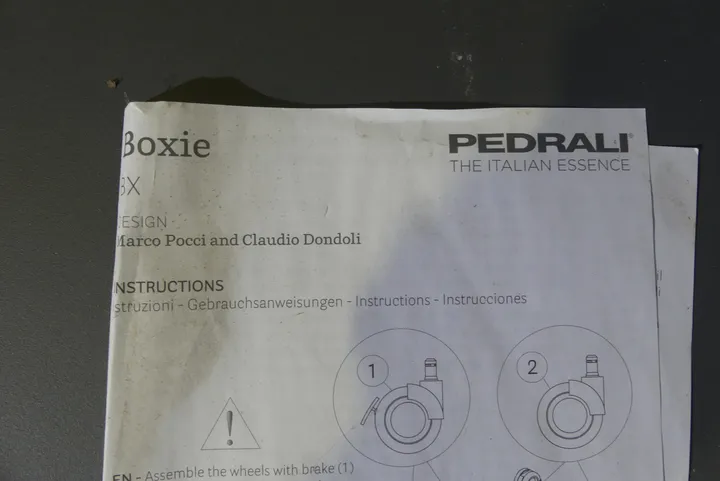 Boxie
PEDRALI®
THE ITALIAN ESSENCE
BX
DESIGN
Marco Pocci and Claudio Dondoli
INSTRUCTIONS
struzioni - Gebrauchsanweisungen - Instructions - Instrucciones
1
2
!
EN - Assemble the wheels with brake (1)